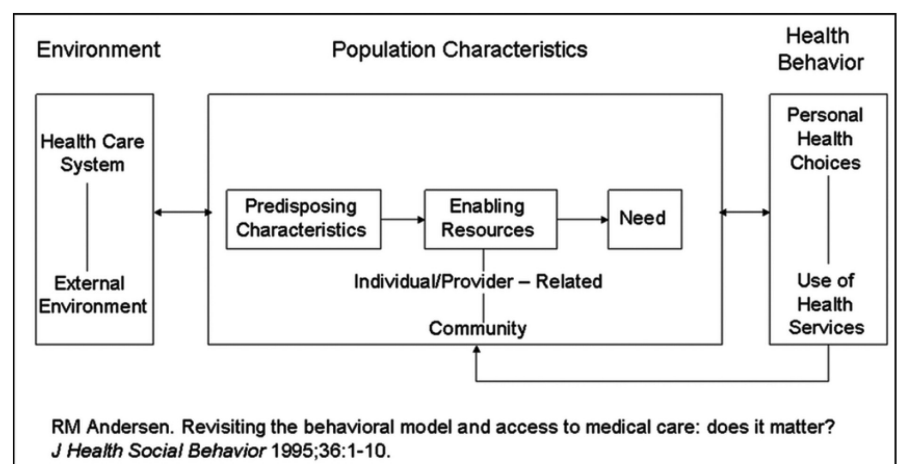 Environment
Population Characteristics
Health
Behavior
Health Care
System
External
Environment
Predisposing
Characteristics
Enabling
Resources
Need
Individual/Provider – Related
Community
Personal
Health
Choices
Use of
Health
Services
RM Andersen. Revisiting the behavioral model and access to medical care: does it matter?
J Health Social Behavior 1995;36:1-10.